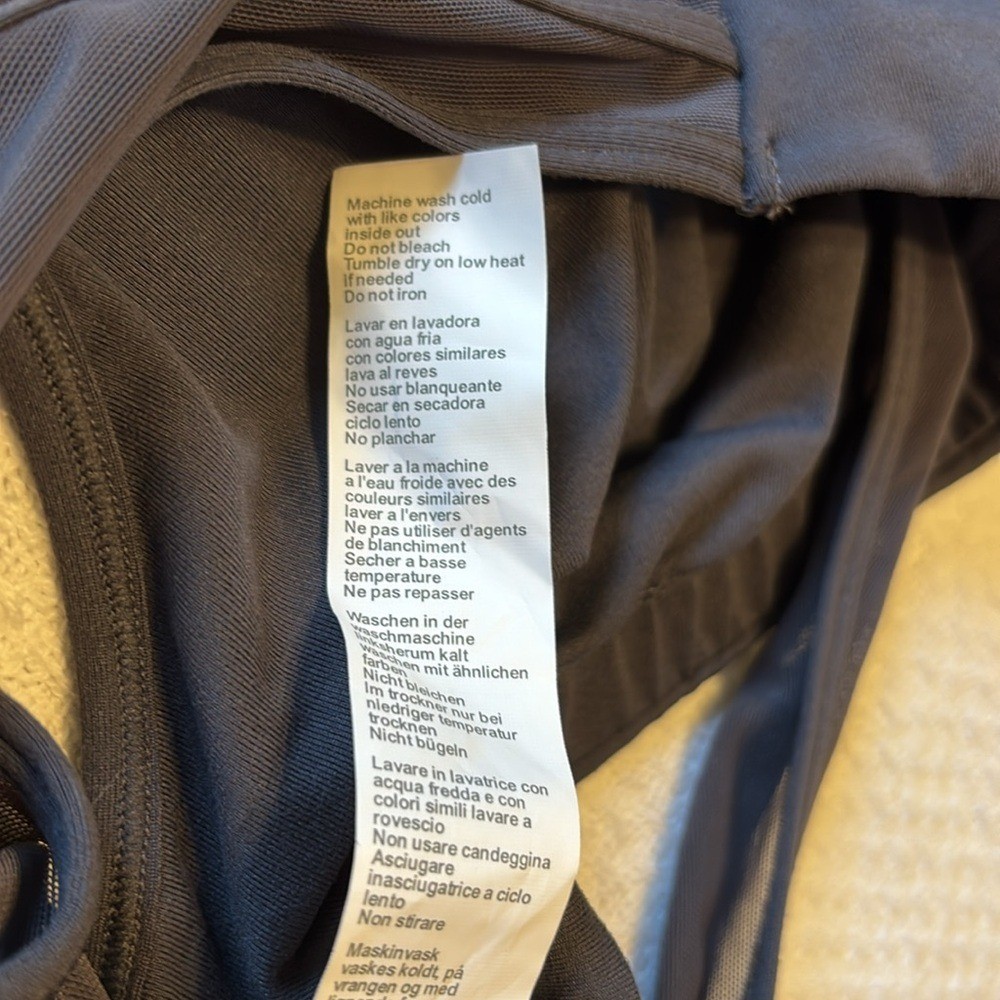 Machine wash cold
with like colors
inside out
Do not bleach
Tumble dry on low heat
if needed
Do not iron
Lavar en lavadora
con agua fria
con colores similares
lava al reves
No usar blanqueante
Secar en secadora
ciclo lento
No planchar
Laver a la machine
a l'eau froide avec des
couleurs similaires
laver a l'envers
Ne pas utiliser d'agents
de blanchiment
Secher a basse
temperature
Ne pas repasser
Waschen in der
waschmaschine
linksherum kalt
waschen mit ähnlichen
farben
Nicht bleichen
Im trockner nur bei
niedriger temperatur
trocknen
Nicht bügeln
Lavare in lavatrice con
acqua fredda e con
colori simili lavare a
rovescio
Non usare candeggina
Asciugare
inasciugatrice a ciclo
lento
Non stirare
Maskinvask
vaskes koldt, på
vrangen og med